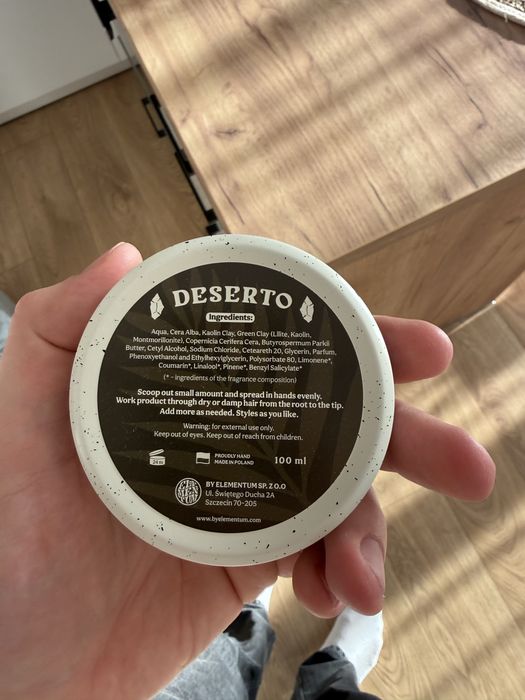 DESERTO
Ingredients:
Aqua, Cera Alba, Kaolin Clay, Green Clay (Lllite, Kaolin,
Montmorillonite), Copernicia Cerifera Cera, Butyrospermum Parkii
Butter, Cetyl Alcohol, Sodium Chloride, Ceteareth 20, Glycerin, Parfum,
Phenoxyethanol and Ethylhexyiglycerin, Polysorbate 80, Limonene*,
Coumarin*, Linalool*, Pinene*, Benzyl Salicylate*
(* - ingredients of the fragrance composition)
Scoop out small amount and spread in hands evenly.
Work product through dry or damp hair from the root to the tip.
Add more as needed. Styles as you like.
Warning: for external use only.
Keep out of eyes. Keep out of reach from children.
24 m
PROUDLY HAND
MADE IN POLAND
100 ml
BY ELEMENTUM SP. Z O.O
Ul. Świętego Ducha 2A
Szczecin 70-205
www.byelementum.com